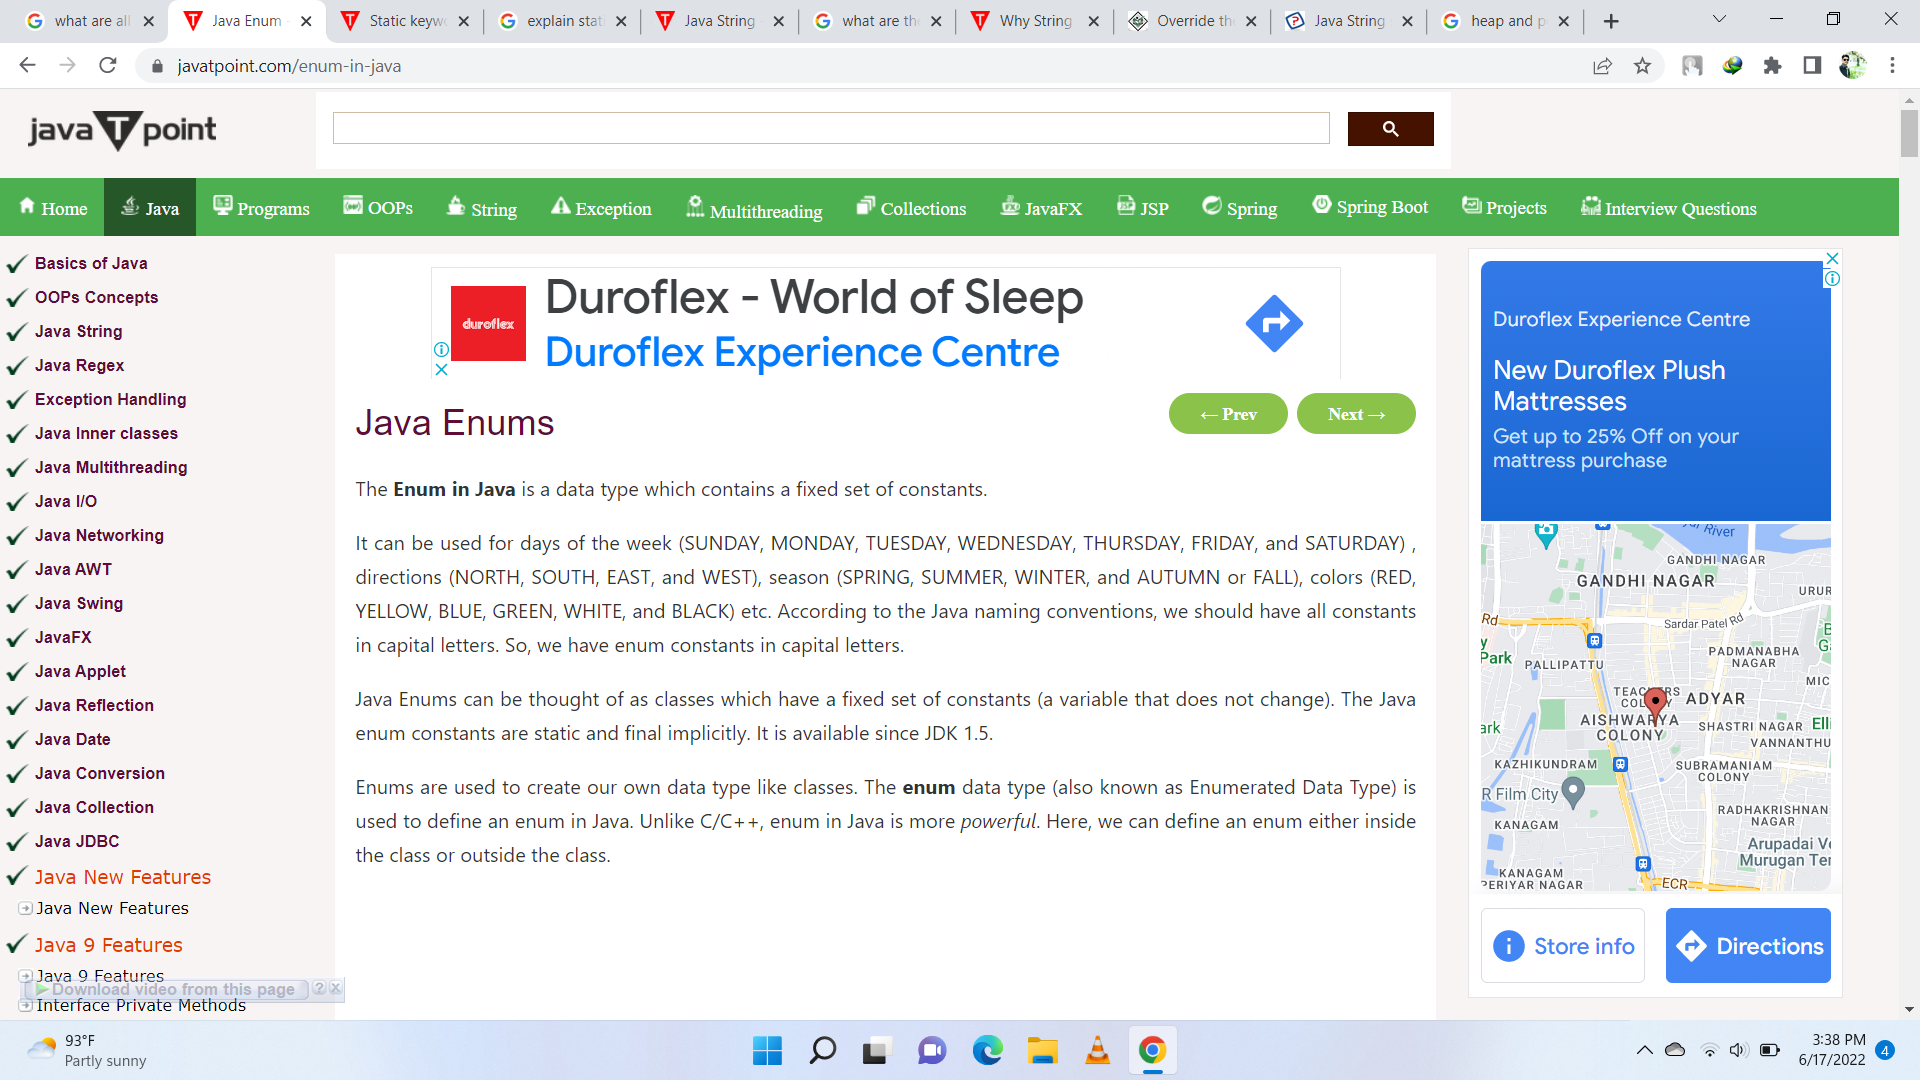 what are all
Java Enum
Static keyw
explain stat
Java String
what are the
Why String
Override the
Java String
heap and p
javatpoint.com/enum-in-java
java T point
Home
Java
Programs
OOPs
String
Exception
Multithreading
Collections
JavaFX
JSP
Spring
Spring Boot
Projects
Interview Questions
Basics of Java
OOPs Concepts
Java String
Java Regex
Exception Handling
Java Inner classes
Java Multithreading
Java I/O
Java Networking
Java AWT
Java Swing
JavaFX
Java Applet
Java Reflection
Java Date
Java Conversion
Java Collection
Java JDBC
Java New Features
Java New Features
Java 9 Features
Java 9 Features
Download video from this page
Interface Private Methods
duroflex
Duroflex - World of Sleep
Duroflex Experience Centre
Java Enums
← Prev
Next →
The Enum in Java is a data type which contains a fixed set of constants.
It can be used for days of the week (SUNDAY, MONDAY, TUESDAY, WEDNESDAY, THURSDAY, FRIDAY, and SATURDAY) ,
directions (NORTH, SOUTH, EAST, and WEST), season (SPRING, SUMMER, WINTER, and AUTUMN or FALL), colors (RED,
YELLOW, BLUE, GREEN, WHITE, and BLACK) etc. According to the Java naming conventions, we should have all constants
in capital letters. So, we have enum constants in capital letters.
Java Enums can be thought of as classes which have a fixed set of constants (a variable that does not change). The Java
enum constants are static and final implicitly. It is available since JDK 1.5.
Enums are used to create our own data type like classes. The enum data type (also known as Enumerated Data Type) is
used to define an enum in Java. Unlike C/C++, enum in Java is more powerful. Here, we can define an enum either inside
the class or outside the class.
Duroflex Experience Centre
New Duroflex Plush
Mattresses
Get up to 25% Off on your
mattress purchase
River
GANDHI NAGAR
GANDHI NAGAR
URUR
Rd
Sardar Patel Rd
Park
PALLIPATTU
PADMANABHA
NAGAR
MIC
TEACHERS
COLONY
ADYAR
AISHWARYA
COLONY
SHASTRI NAGAR
Elli
ark
VANNANTHU
KAZHIKUNDRAM
SUBRAMANIAM
COLONY
R Film City
RADHAKRISHNAN
NAGAR
KANAGAM
Arupadai Ve
Murugan Ter
KANAGAM
PERIYAR NAGAR
ECR
Store info
Directions
93°F
Partly sunny
3:38 PM
6/17/2022
4